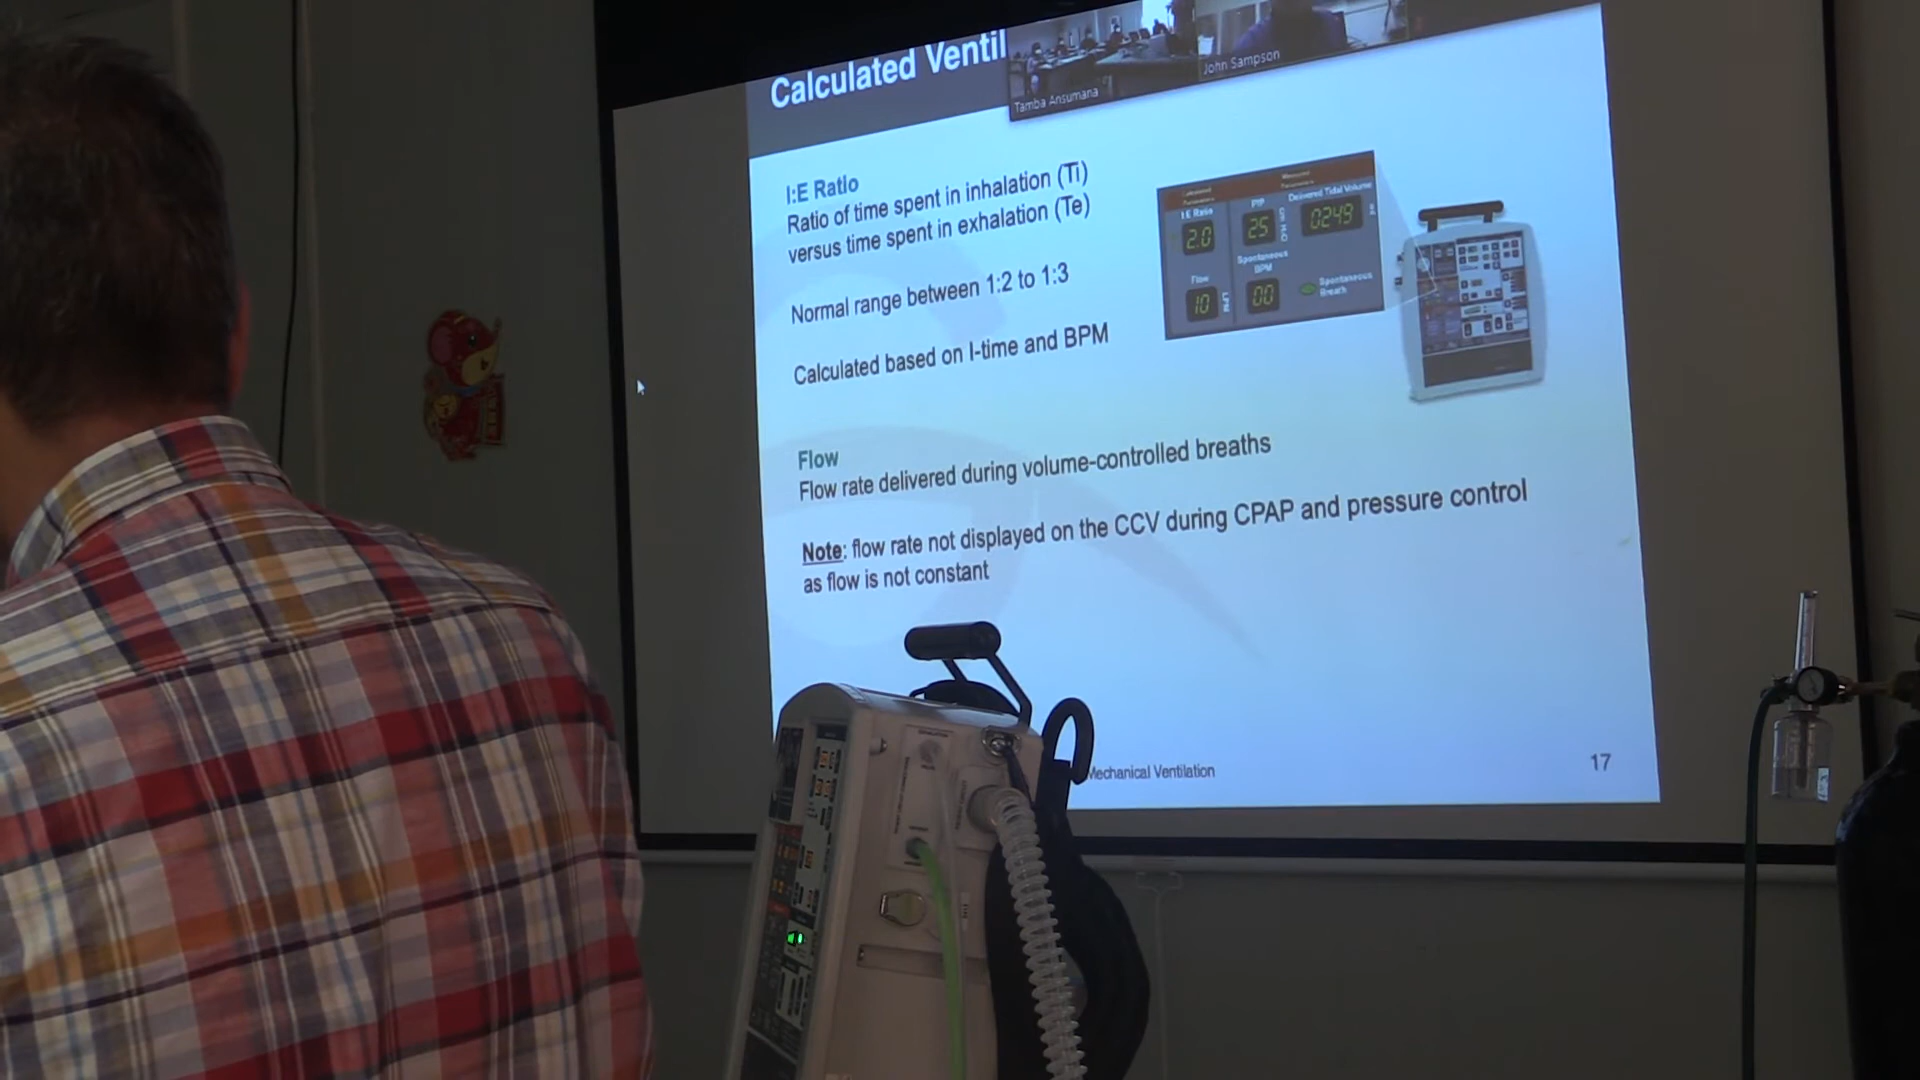 Calculated Ventil
Tamba Ansumana
John Sampson
I:E Ratio
Ratio of time spent in inhalation (Ti)
versus time spent in exhalation (Te)
Normal range between 1:2 to 1:3
Calculated based on I-time and BPM
Calculated
Measured
I:E Ratio
PIP
Delivered Tidal Volume
2.0
25
0249
Flow
Spontaneous
BPM
10
LPM
00
Spontaneous
Breath
Flow
Flow rate delivered during volume-controlled breaths
Note: flow rate not displayed on the CCV during CPAP and pressure control
as flow is not constant
Mechanical Ventilation
17